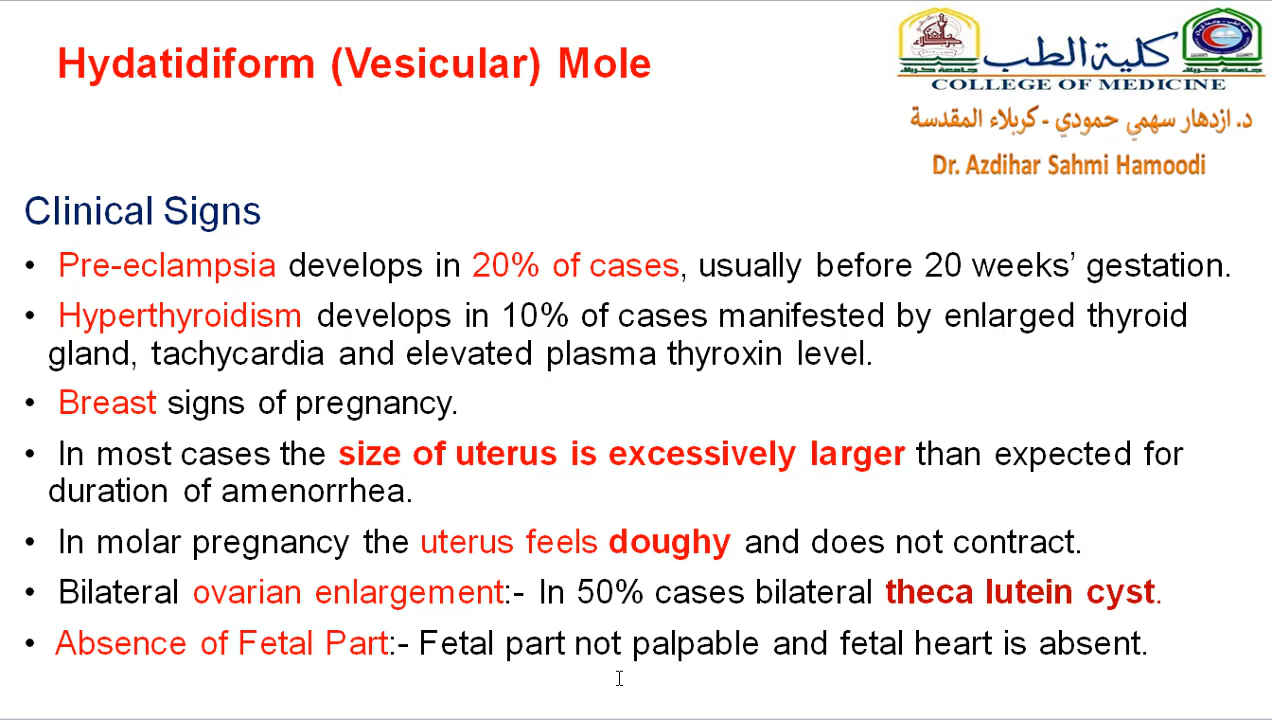 Hydatidiform (Vesicular) Mole
كلية الطب
COLLEGE OF MEDICINE
د. ازدهار سهمي حمودي - كربلاء المقدسة
Dr. Azdihar Sahmi Hamoodi
Clinical Signs
• Pre-eclampsia develops in 20% of cases, usually before 20 weeks’ gestation.
• Hyperthyroidism develops in 10% of cases manifested by enlarged thyroid
gland, tachycardia and elevated plasma thyroxin level.
• Breast signs of pregnancy.
• In most cases the size of uterus is excessively larger than expected for
duration of amenorrhea.
• In molar pregnancy the uterus feels doughy and does not contract.
• Bilateral ovarian enlargement:- In 50% cases bilateral theca lutein cyst.
• Absence of Fetal Part:- Fetal part not palpable and fetal heart is absent.